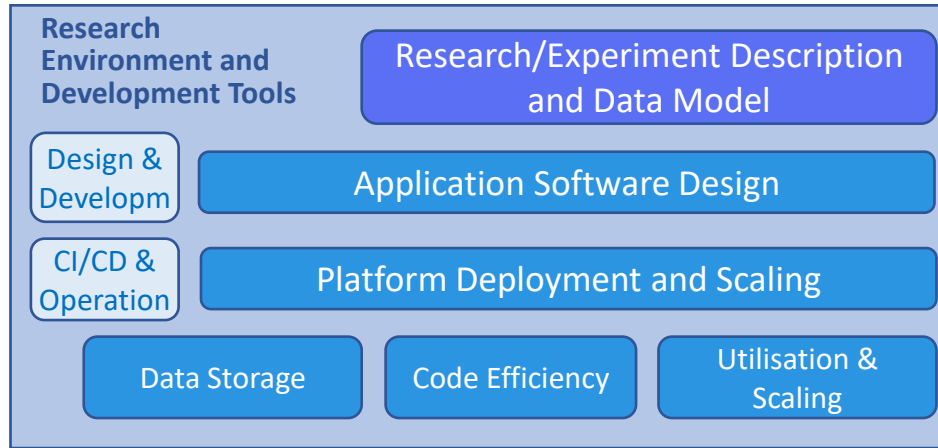 Research
Environment and
Development Tools
Research/Experiment Description
and Data Model
Design &
Developm
Application Software Design
CI/CD &
Operation
Platform Deployment and Scaling
Data Storage
Code Efficiency
Utilisation &
Scaling